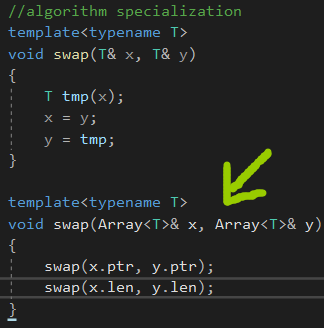 //algorithm specialization
template<typename T>
void swap(T& x, T& y)
{
    T tmp(x);
    x = y;
    y = tmp;
}
template<typename T>
void swap(Array<T>& x, Array<T>& y)
{
    swap(x.ptr, y.ptr);
    swap(x.len, y.len);
}